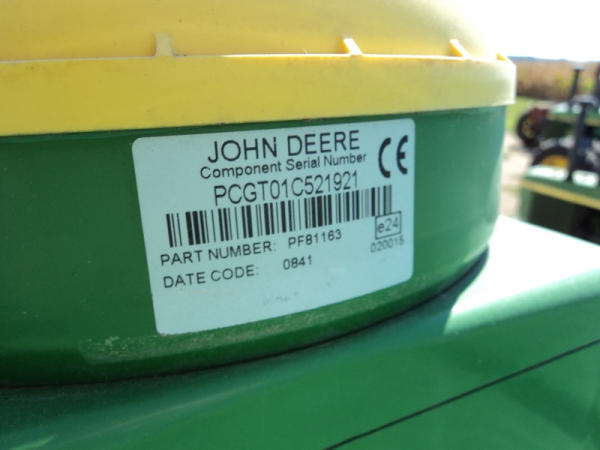 JOHN DEERE
Component Serial Number
CE
PCGT01C521921
PART NUMBER: PF81163
e24
020015
DATE CODE: 0841